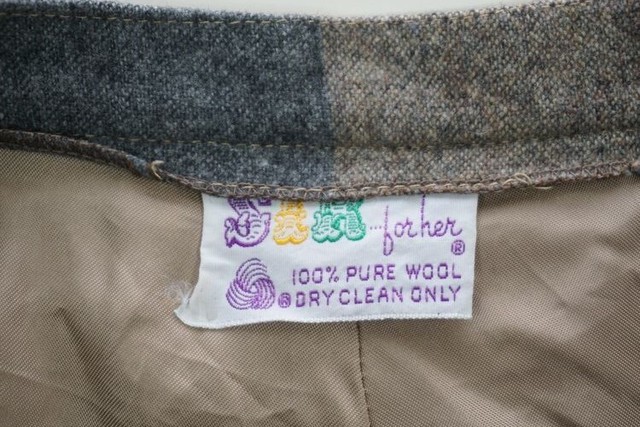 ...for her®
100% PURE WOOL
® DRY CLEAN ONLY